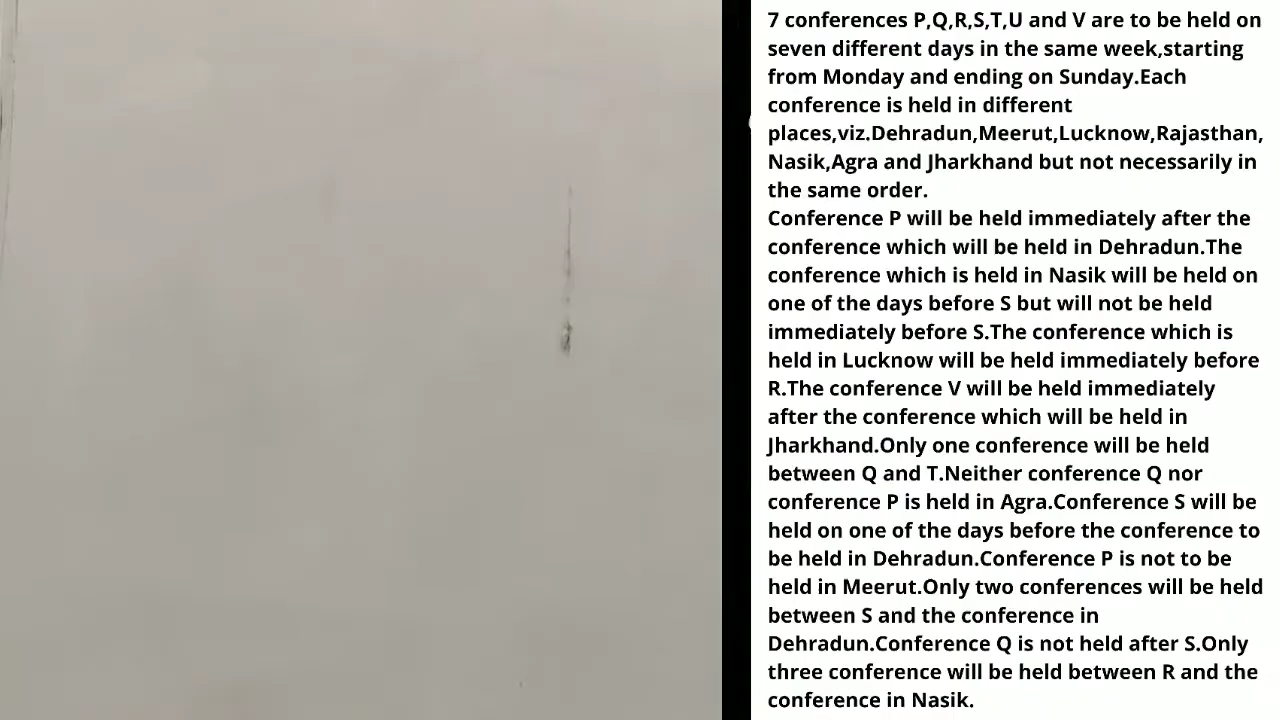 7 conferences P,Q,R,S,T,U and V are to be held on
seven different days in the same week,starting
from Monday and ending on Sunday.Each
conference is held in different
places,viz.Dehradun,Meerut,Lucknow,Rajasthan,
Nasik,Agra and Jharkhand but not necessarily in
the same order.
Conference P will be held immediately after the
conference which will be held in Dehradun.The
conference which is held in Nasik will be held on
one of the days before S but will not be held
immediately before S.The conference which is
held in Lucknow will be held immediately before
R.The conference V will be held immediately
after the conference which will be held in
Jharkhand.Only one conference will be held
between Q and T.Neither conference Q nor
conference P is held in Agra.Conference S will be
held on one of the days before the conference to
be held in Dehradun.Conference P is not to be
held in Meerut.Only two conferences will be held
between S and the conference in
Dehradun.Conference Q is not held after S.Only
three conference will be held between R and the
conference in Nasik.